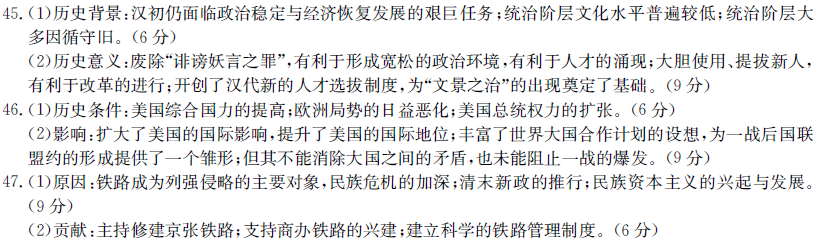 45.(1)历史背景:汉初仍面临政治稳定与经济恢复发展的艰巨任务;统治阶层文化水平普遍较低;统治阶层大
多因循守旧。(6分)
(2)历史意义:废除“诽谤妖言之罪”,有利于形成宽松的政治环境,有利于人才的涌现;大胆使用、提拔新人,
有利于改革的进行;开创了汉代新的人才选拔制度,为“文景之治”的出现奠定了基础。(9分)
46.(1)历史条件:美国综合国力的提高;欧洲局势的日益恶化;美国总统权力的扩张。(6分)
(2)影响:扩大了美国的国际影响,提升了美国的国际地位;丰富了世界大国合作计划的设想,为一战后国联
盟约的形成提供了一个雏形;但其不能消除大国之间的矛盾,也未能阻止一战的爆发。(9分)
47.(1)原因:铁路成为列强侵略的主要对象,民族危机的加深;清末新政的推行;民族资本主义的兴起与发展。
(9分)
(2)贡献:主持修建京张铁路;支持商办铁路的兴建;建立科学的铁路管理制度。(6分)